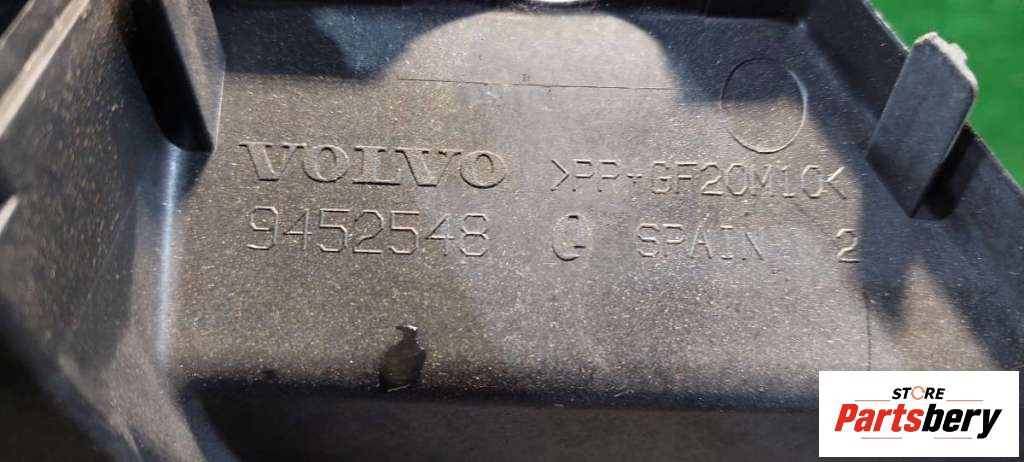 VOLVO >PP+GF20M10<
9452548 G SPAIN 2
STORE
Partsbery